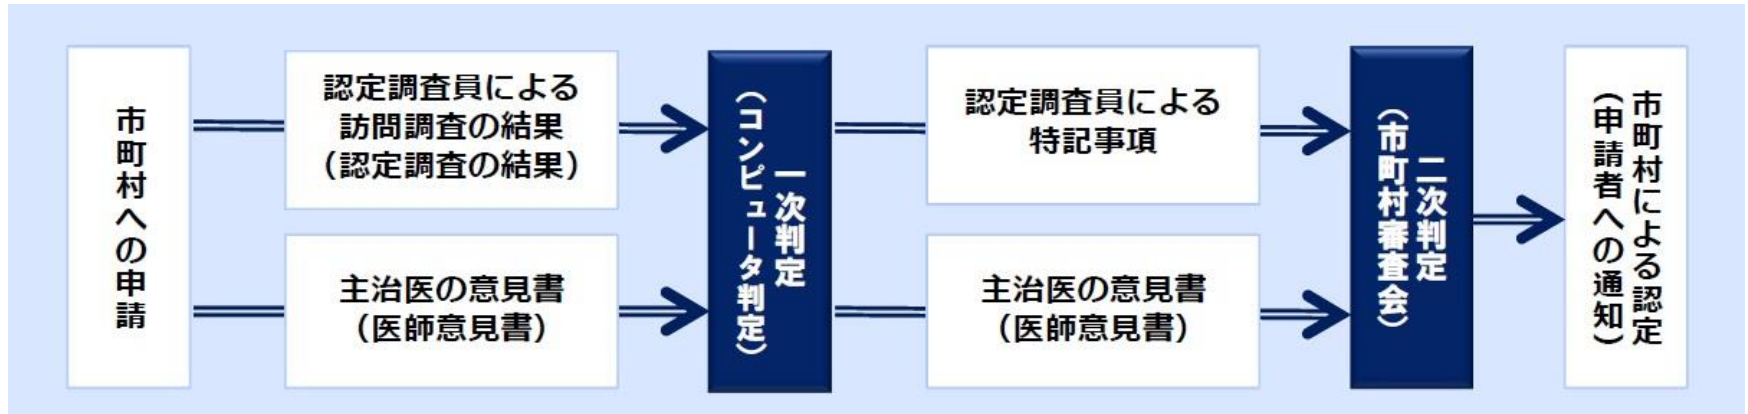 市町村への申請
認定調査員による
訪問調査の結果
（認定調査の結果）
主治医の意見書
（医師意見書）
一次判定
（コンピュータ判定）
認定調査員による
特記事項
主治医の意見書
（医師意見書）
二次判定
（市町村審査会）
市町村による認定
（申請者への通知）